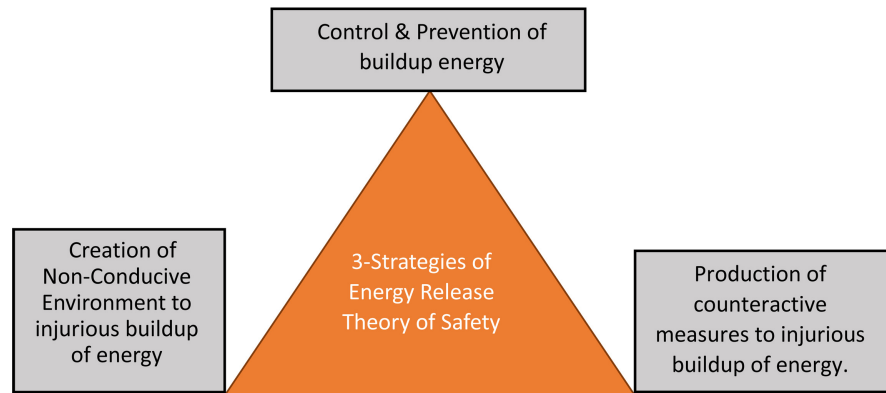 Control & Prevention of
buildup energy
Creation of
Non-Conducive
Environment to
injurious buildup
of energy
3-Strategies of
Energy Release
Theory of Safety
Production of
counteractive
measures to injurious
buildup of energy.